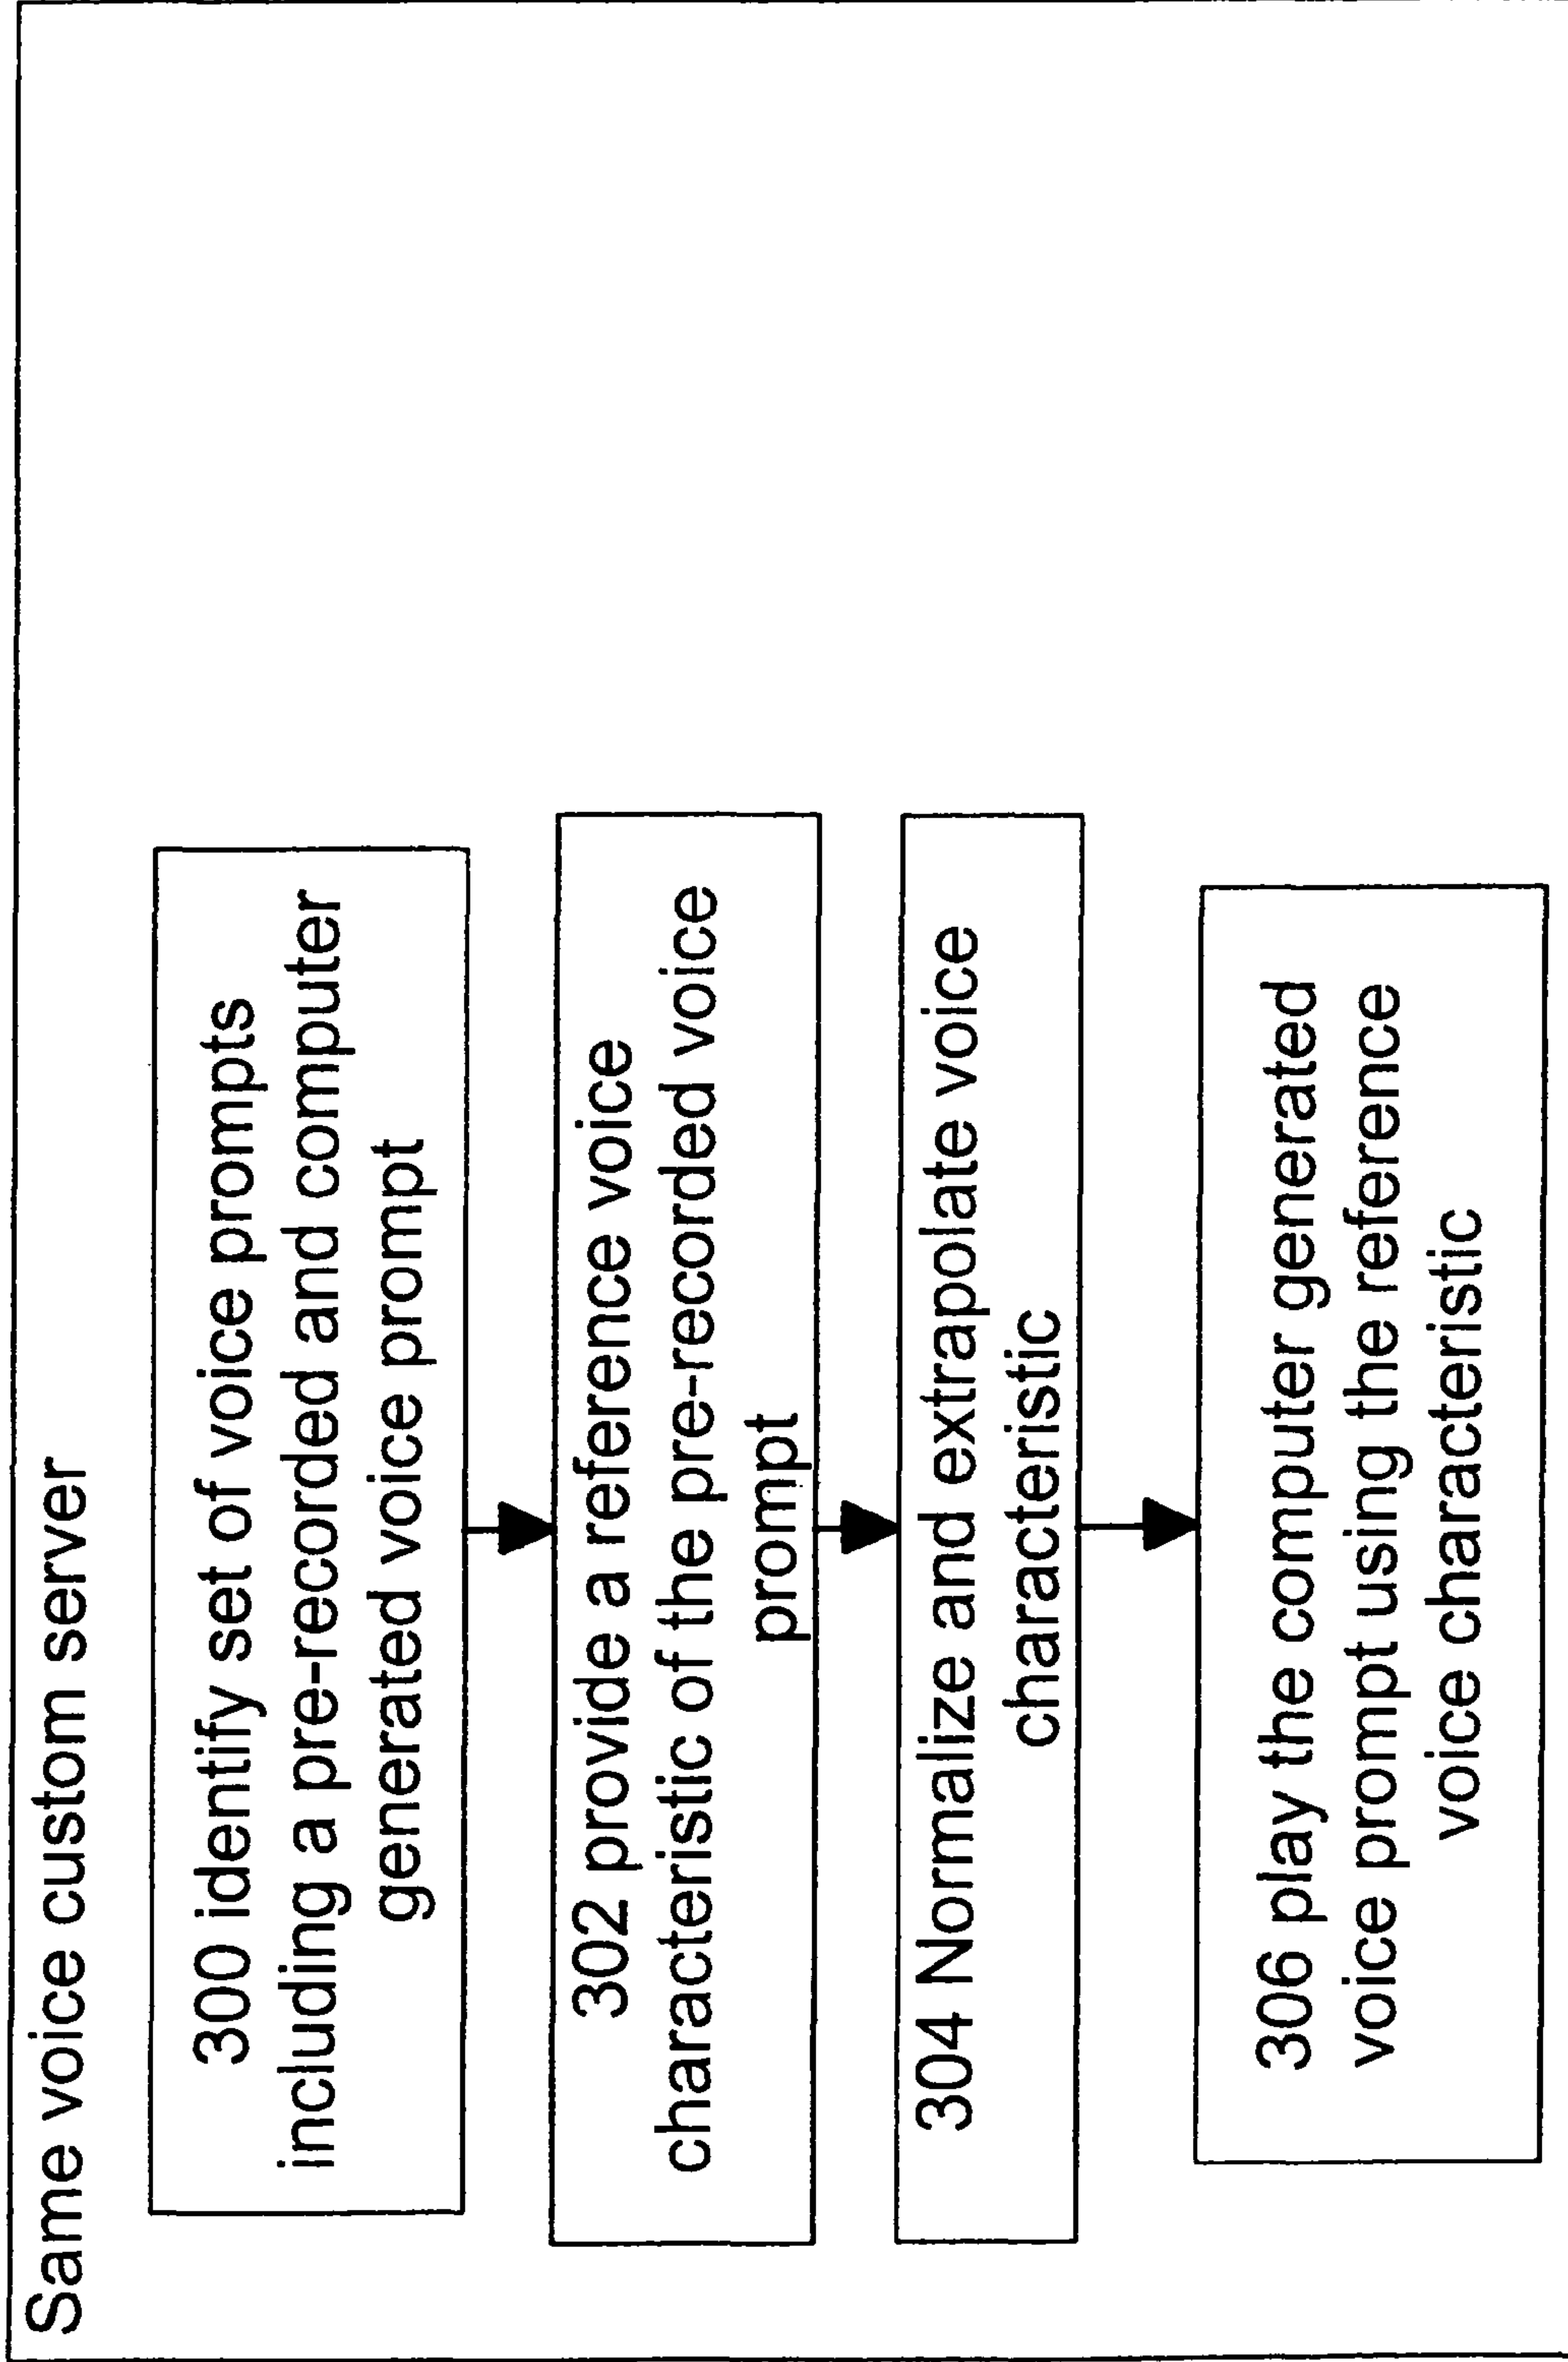 Same voice custom server
300 identify set of voice prompts
including a pre-recorded and computer
generated voice prompt
302 provide a reference voice
characteristic of the pre-recorded voice
prompt
304 Normalize and extrapolate voice
characteristic
306 play the computer generated
voice prompt using the reference
voice characteristic